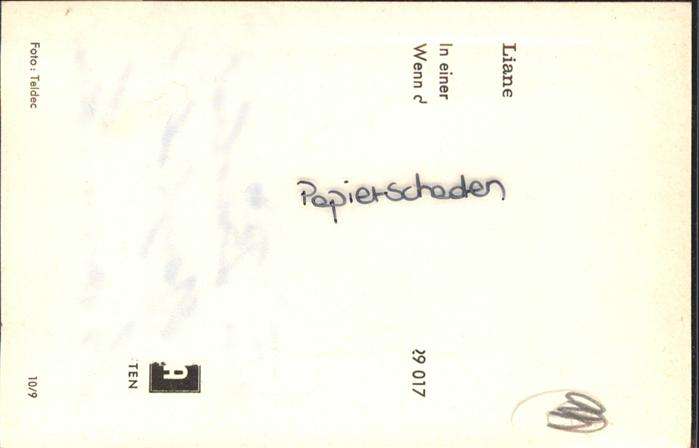 Liane
In einer
Wenn d
29 017
Papierschaden
TEN
Foto: Teldec
10/9